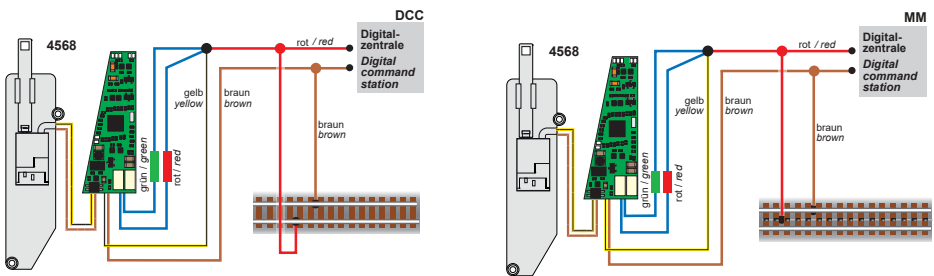 DCC
4568
rot / red
Digital-
zentrale
Digital
command
station
gelb
yellow
braun
brown
braun
brown
grün / green
rot / red
MM
4568
rot / red
Digital-
zentrale
Digital
command
station
gelb
yellow
braun
brown
braun
brown
grün / green
rot / red